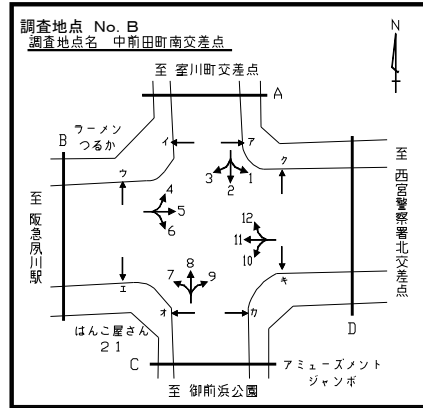 調査地点 No. B
調査地点名 中前田町南交差点
N
至 室川町交差点
A
B
ラーメン
つるか
イ
ア
ウ
ク
3
2
1
4
5
6
12
11
10
至 阪急夙川駅
至 西宮警察署北交差点
7
8
9
エ
キ
オ
カ
はんこ屋さん
21
C
D
アミューズメント
ジャンボ
至 御前浜公園